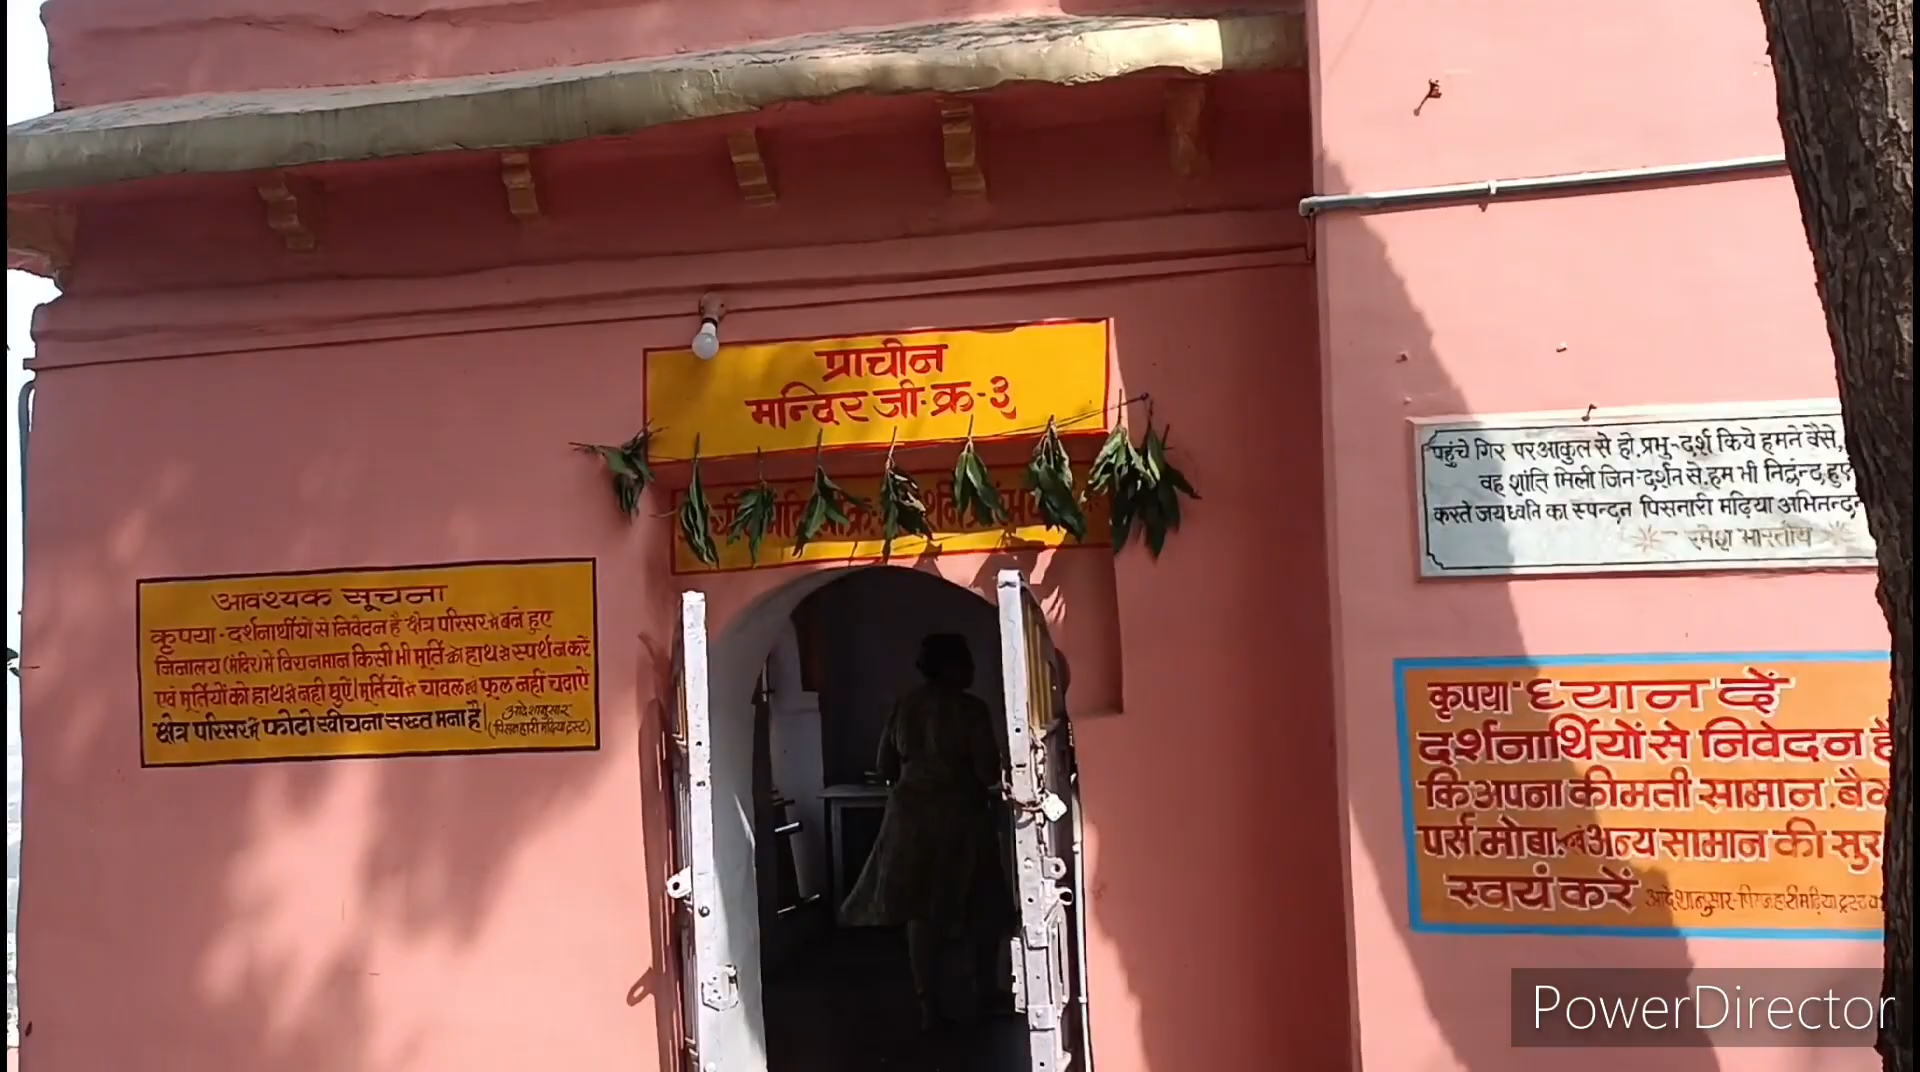 प्राचीन
मन्दिर जी-क्र-३
आवश्यक सूचना
कृपया-दर्शनार्थीयों से निवेदन है क्षेत्र परिसर में बने हुए
जिनालय (मंदिर) में विराजमान किसी भी मूर्ति को हाथ से स्पर्श न करें
एवं मूर्तियों को हाथ से नही छुऐं। मूर्तियों में चावल एवं फूल नहीं चढ़ाऐं
क्षेत्र परिसर में फोटो खीचना सख्त मना है। आदेशानुसार
(पिसनहारी मढ़िया ट्रस्ट)
पहुंचे गिर पर आकुल से हो, प्रभु-दर्श किये हमने वैसे,
वह शांति मिली जिन-दर्शन से, हम भी निर्द्वन्द हुए
करते जयध्वनि का स्पन्दन पिसनारी मढ़िया अभिनन्दन
रमेश भारतीय
कृपया ध्यान दें
दर्शनार्थियों से निवेदन है
कि अपना कीमती सामान, बैग
पर्स, मोबा. एवं अन्य सामान की सुर
स्वयं करें आदेशानुसार-पिसनहारी मढ़िया ट्रस्ट
PowerDirector